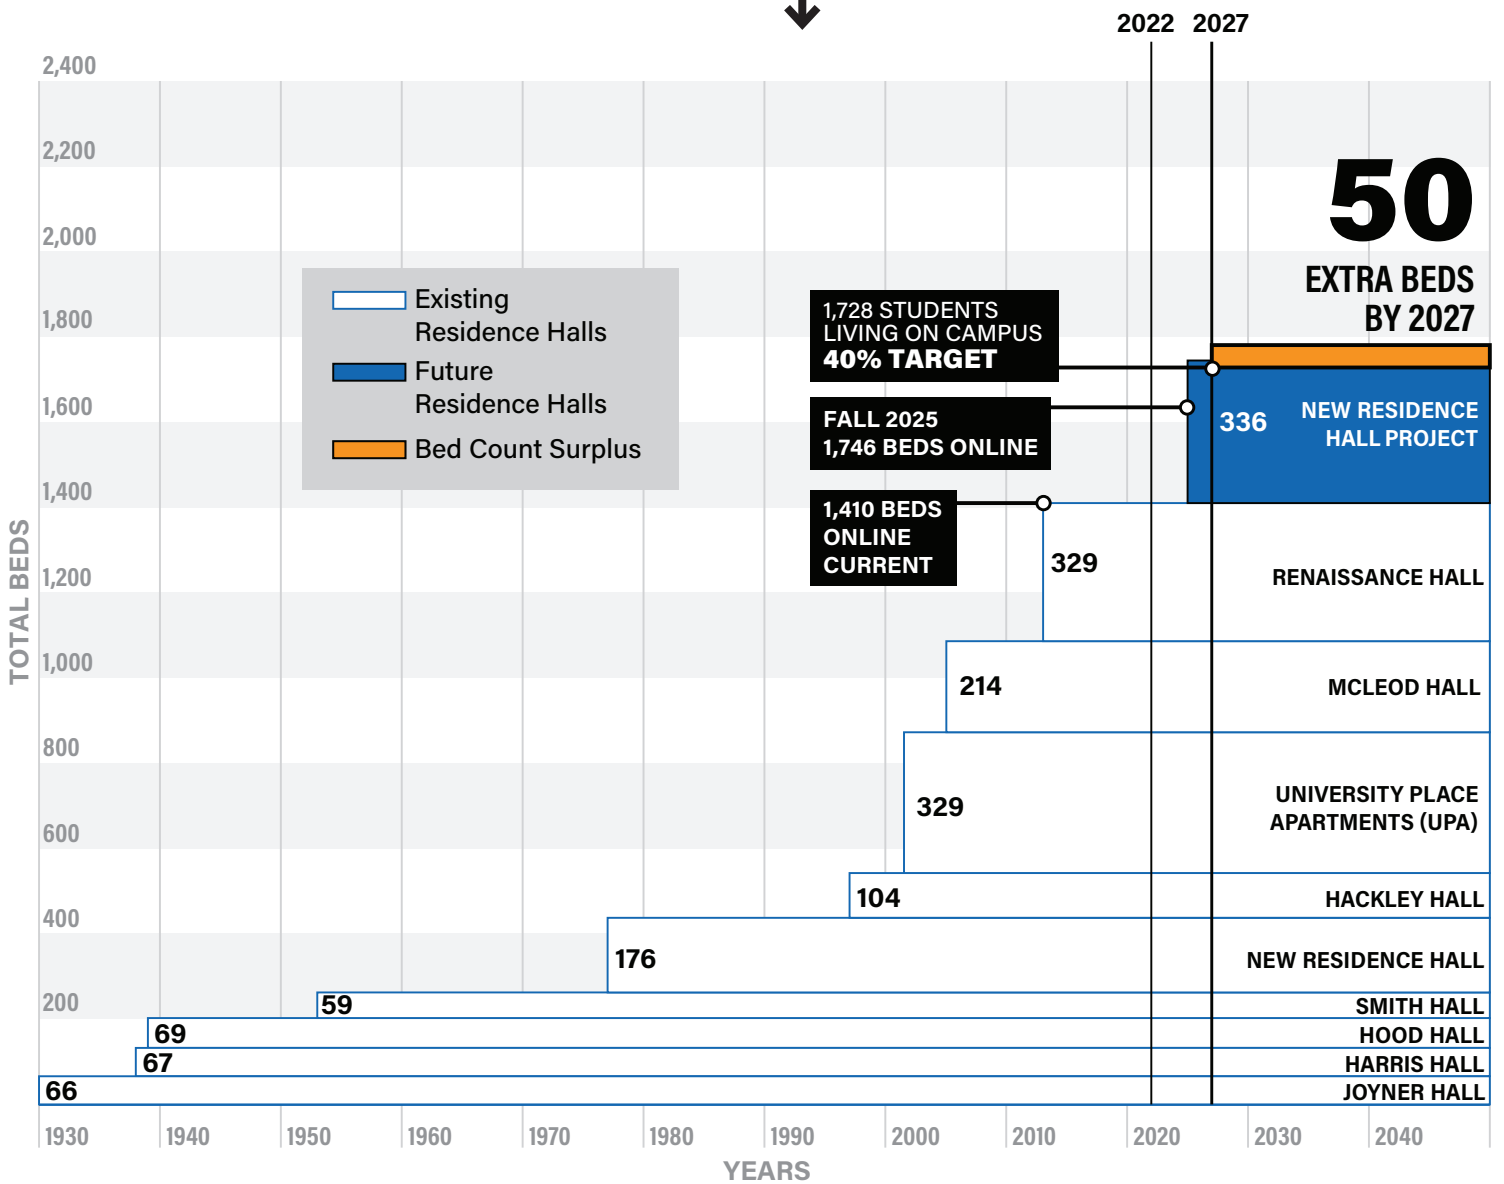 2022 2027
2,400
2,200
2,000
1,800
1,600
1,400
1,200
1,000
800
600
400
200
TOTAL BEDS
50
EXTRA BEDS
BY 2027
Existing
Residence Halls
Future
Residence Halls
Bed Count Surplus
1,728 STUDENTS
LIVING ON CAMPUS
40% TARGET
FALL 2025
1,746 BEDS ONLINE
1,410 BEDS
ONLINE
CURRENT
336 NEW RESIDENCE
HALL PROJECT
329 RENAISSANCE HALL
214 MCLEOD HALL
329 UNIVERSITY PLACE
APARTMENTS (UPA)
104 HACKLEY HALL
176 NEW RESIDENCE HALL
59 SMITH HALL
69 HOOD HALL
67 HARRIS HALL
66 JOYNER HALL
1930 1940 1950 1960 1970 1980 1990 2000 2010 2020 2030 2040
YEARS